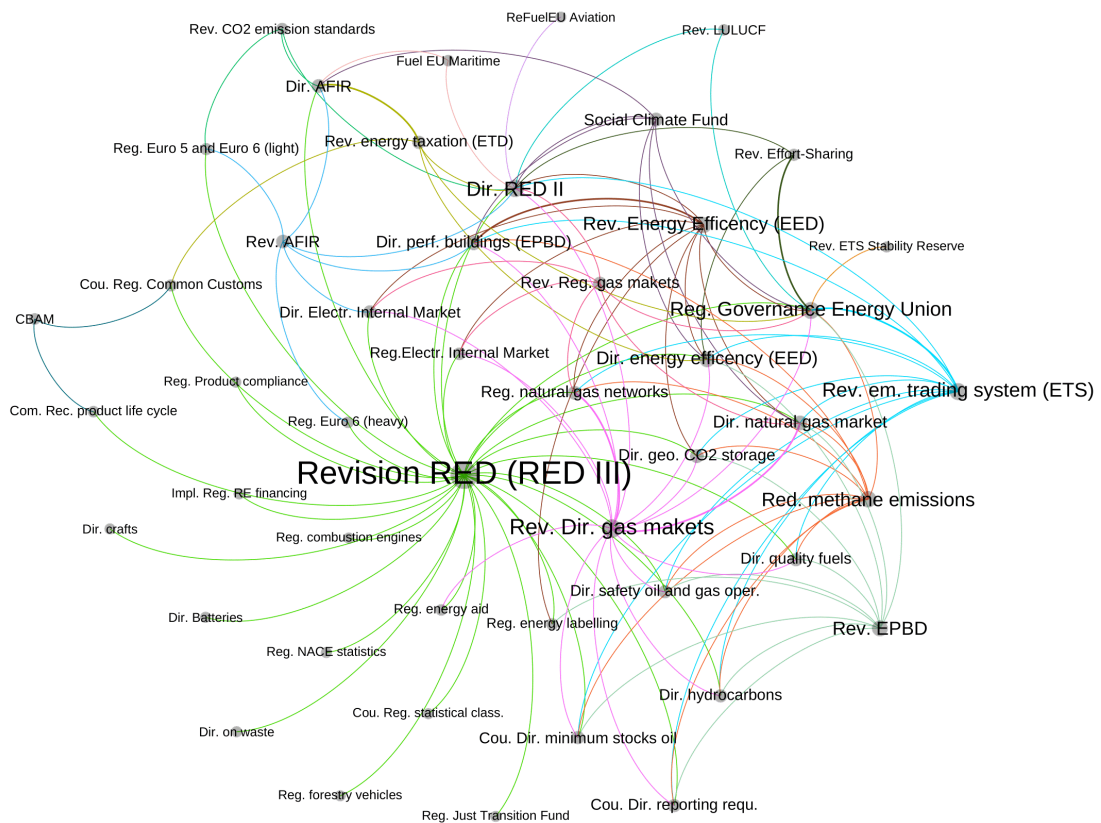 ReFuelEU Aviation
Rev. CO2 emission standards
Rev. LULUCF
Fuel EU Maritime
Dir. AFIR
Social Climate Fund
Rev. energy taxation (ETD)
Reg. Euro 5 and Euro 6 (light)
Rev. Effort-Sharing
Dir. RED II
Rev. Energy Efficency (EED)
Rev. AFIR
Dir. perf. buildings (EPBD)
Rev. ETS Stability Reserve
Cou. Reg. Common Customs
Rev. Reg. gas makets
CBAM
Dir. Electr. Internal Market
Reg. Governance Energy Union
Reg.Electr. Internal Market
Dir. energy efficency (EED)
Reg. Product compliance
Reg. natural gas networks
Rev. em. trading system (ETS)
Com. Rec. product life cycle
Reg. Euro 6 (heavy)
Dir. natural gas market
Dir. geo. CO2 storage
Revision RED (RED III)
Impl. Reg. RE financing
Red. methane emissions
Dir. crafts
Reg. combustion engines
Rev. Dir. gas makets
Dir. quality fuels
Dir. safety oil and gas oper.
Dir. Batteries
Reg. energy aid
Reg. energy labelling
Rev. EPBD
Reg. NACE statistics
Dir. hydrocarbons
Cou. Reg. statistical class.
Dir. on waste
Cou. Dir. minimum stocks oil
Reg. forestry vehicles
Cou. Dir. reporting requ.
Reg. Just Transition Fund